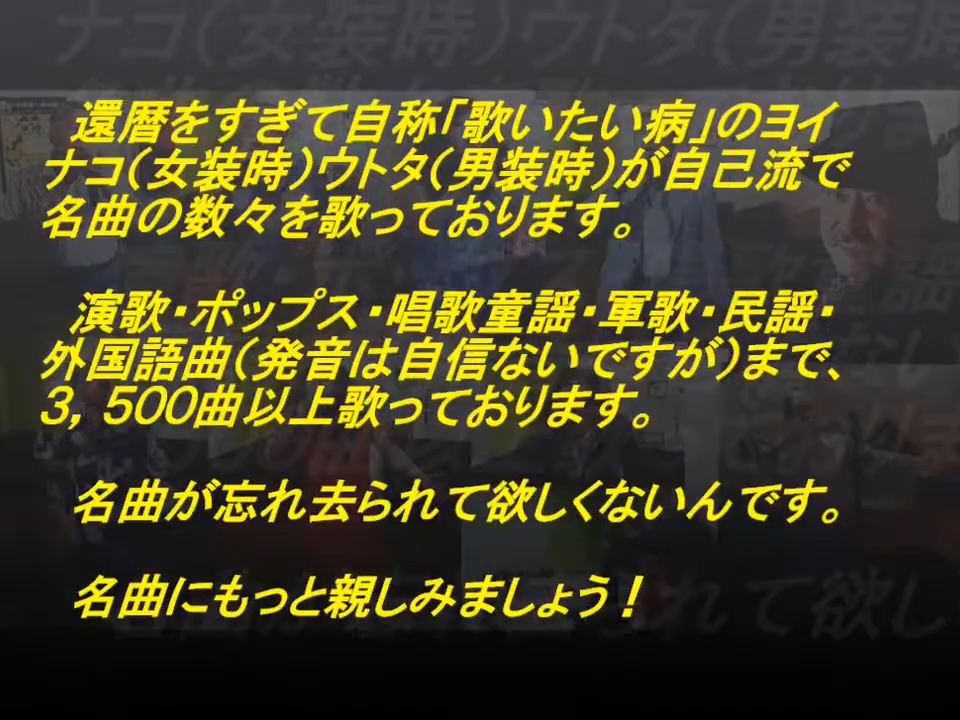 還暦をすぎて自称｢歌いたい病｣のヨイ
ナコ（女装時）ウトタ（男装時）が自己流で
名曲の数々を歌っております。
演歌・ポップス・唱歌童謡・軍歌・民謡・
外国語曲（発音は自信ないですが）まで、
３，５００曲以上歌っております。
名曲が忘れ去られて欲しくないんです。
名曲にもっと親しみましょう！